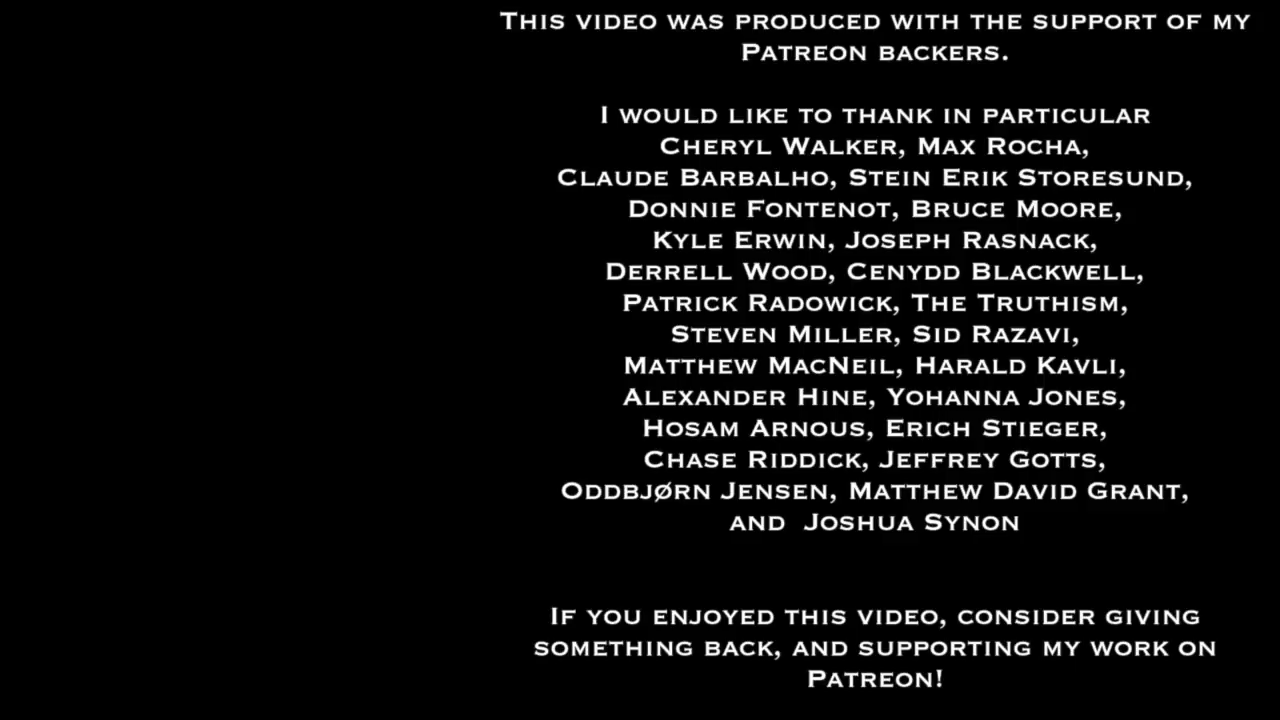 This video was produced with the support of my
Patreon backers.
I would like to thank in particular
Cheryl Walker, Max Rocha,
Claude Barbalho, Stein Erik Storesund,
Donnie Fontenot, Bruce Moore,
Kyle Erwin, Joseph Rasnack,
Derrell Wood, Cenydd Blackwell,
Patrick Radowick, The Truthism,
Steven Miller, Sid Razavi,
Matthew MacNeil, Harald Kavli,
Alexander Hine, Yohanna Jones,
Hosam Arnous, Erich Stieger,
Chase Riddick, Jeffrey Gotts,
Oddbjørn Jensen, Matthew David Grant,
and Joshua Synon
If you enjoyed this video, consider giving
something back, and supporting my work on
Patreon!